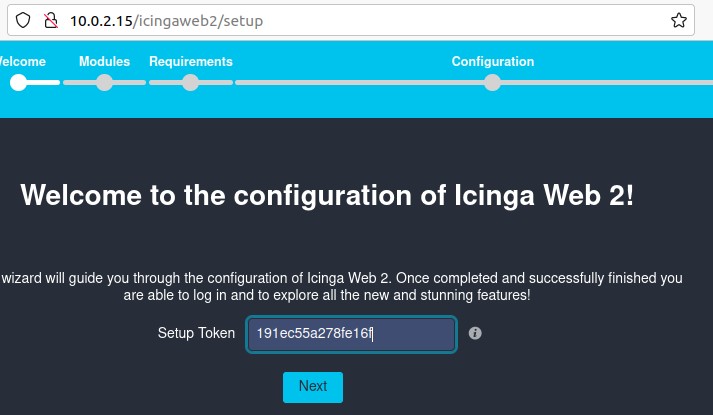 10.0.2.15/icingaweb2/setup
elcome Modules Requirements Configuration
Welcome to the configuration of Icinga Web 2!
wizard will guide you through the configuration of Icinga Web 2. Once completed and successfully finished you
are able to log in and to explore all the new and stunning features!
Setup Token 191ec55a278fe16f
Next